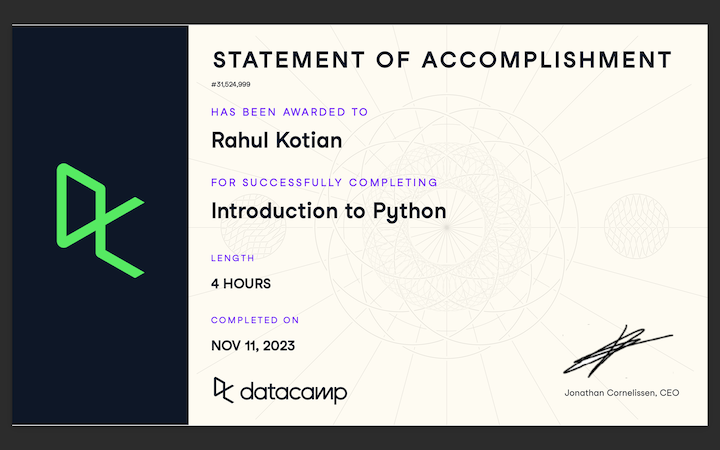 STATEMENT OF ACCOMPLISHMENT
#31,524,999
HAS BEEN AWARDED TO
Rahul Kotian
FOR SUCCESSFULLY COMPLETING
Introduction to Python
LENGTH
4 HOURS
COMPLETED ON
NOV 11, 2023
datacamp
Jonathan Cornelissen, CEO